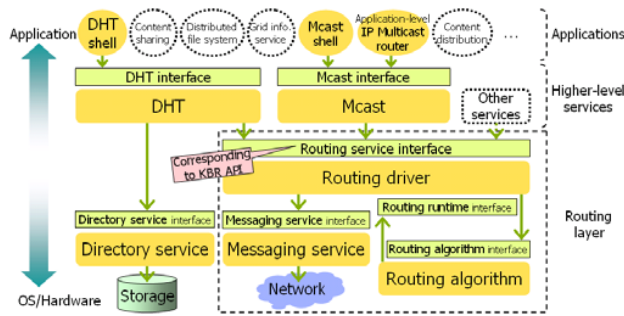 Application
DHT
shell
Content
sharing
Distributed
file system
Grid info.
service
Mcast
shell
Application-level
IP Multicast
router
Content
distribution
...
Applications
DHT interface
Mcast interface
DHT
Mcast
Other
services
Higher-level
services
Corresponding
to KBR API
Routing service interface
Routing driver
Routing runtime interface
Directory service interface
Messaging service interface
Routing algorithm interface
Directory service
Messaging service
Routing algorithm
Routing
layer
OS/Hardware
Storage
Network